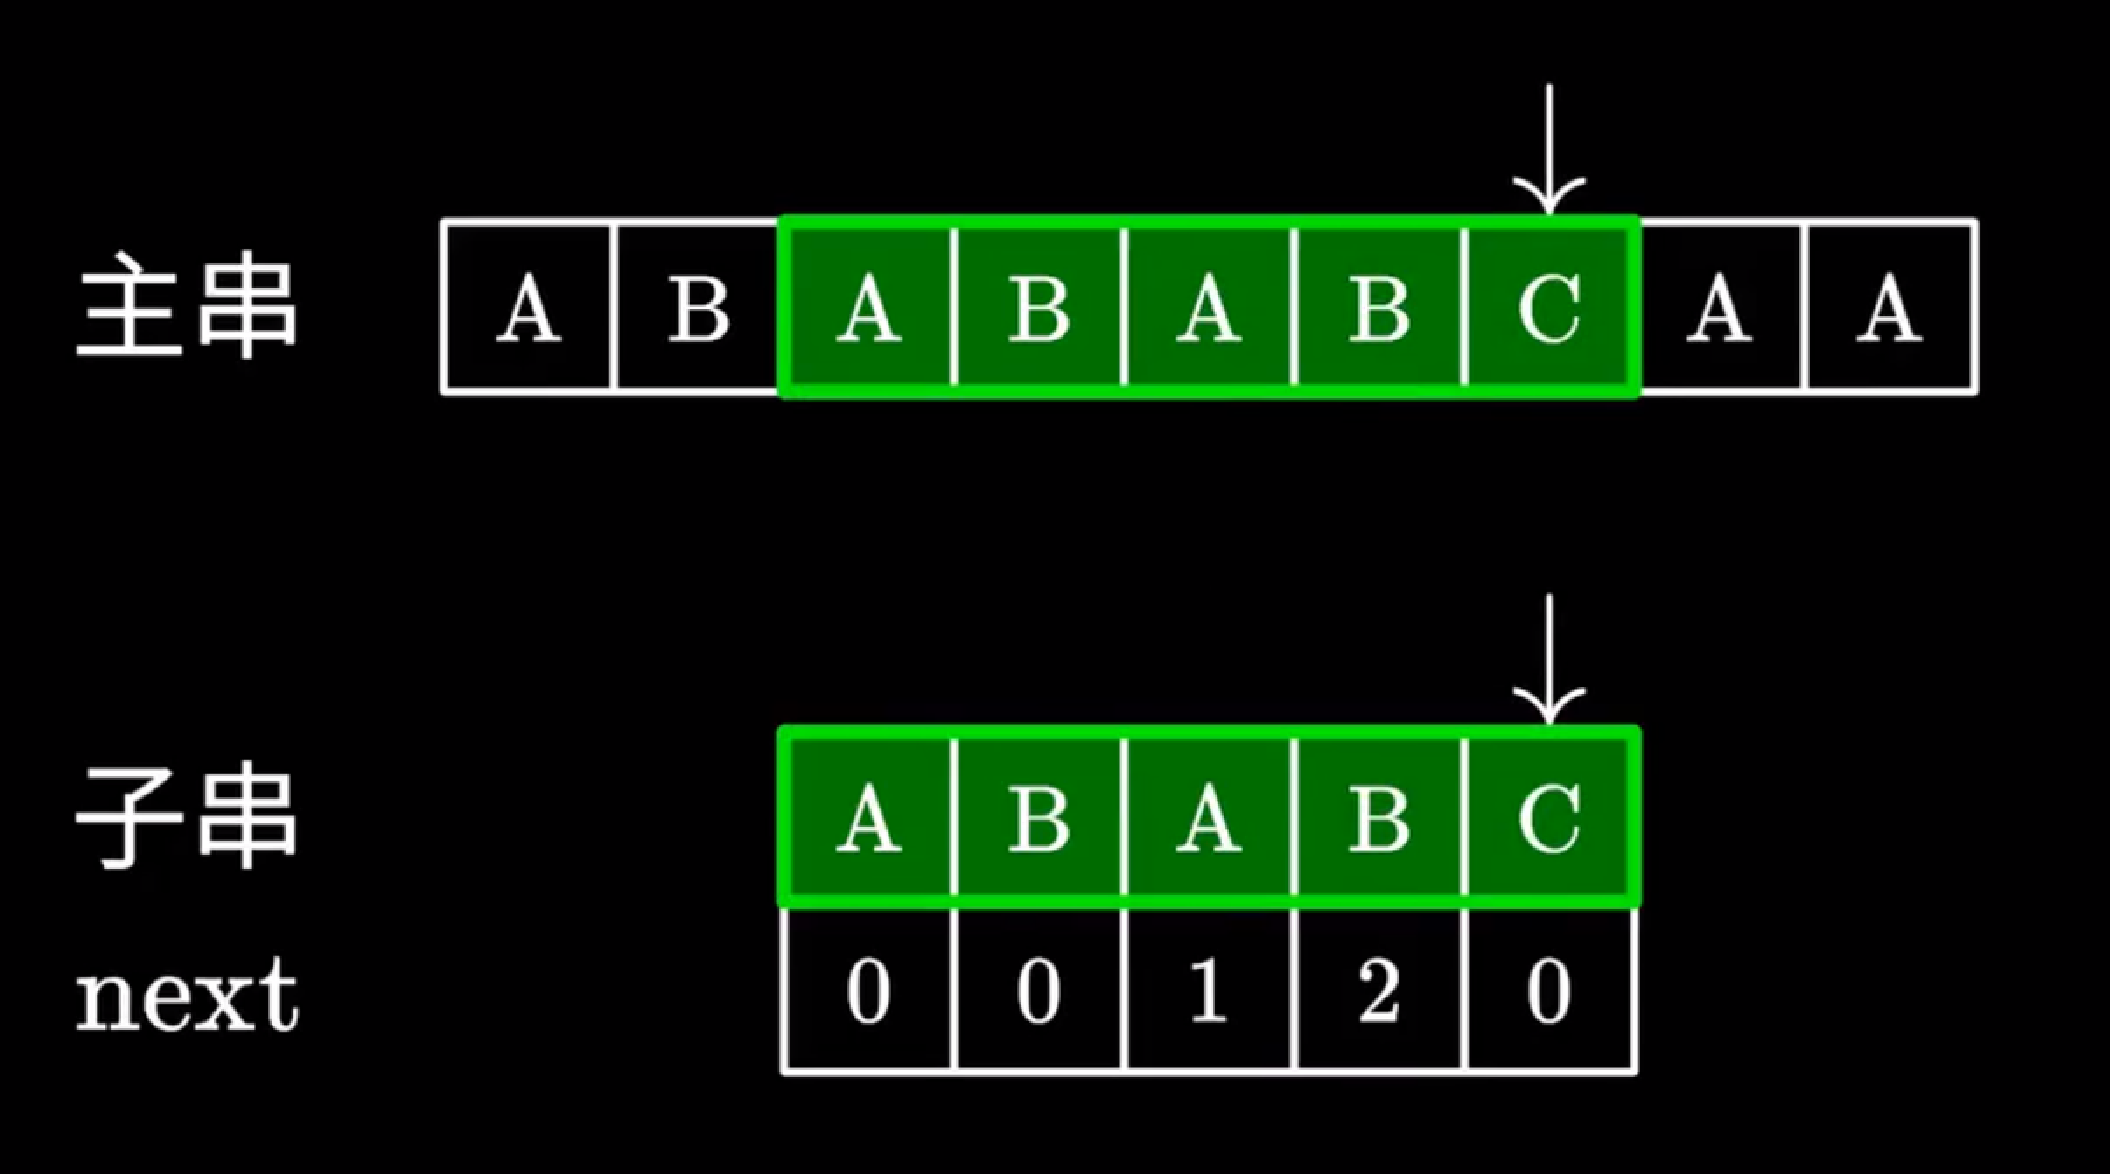 主串 A B A B A B C A A
子串 A B A B C
next 0 0 1 2 0